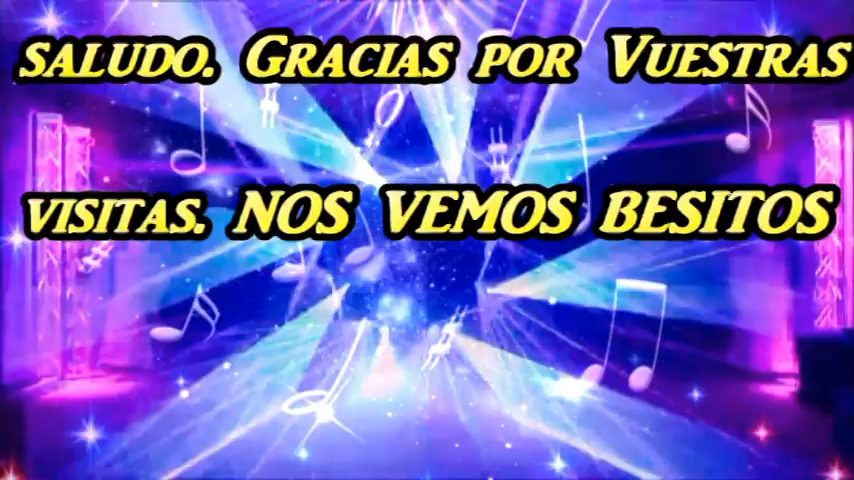 SALUDO. GRACIAS POR VUESTRAS
VISITAS. NOS VEMOS BESITOS